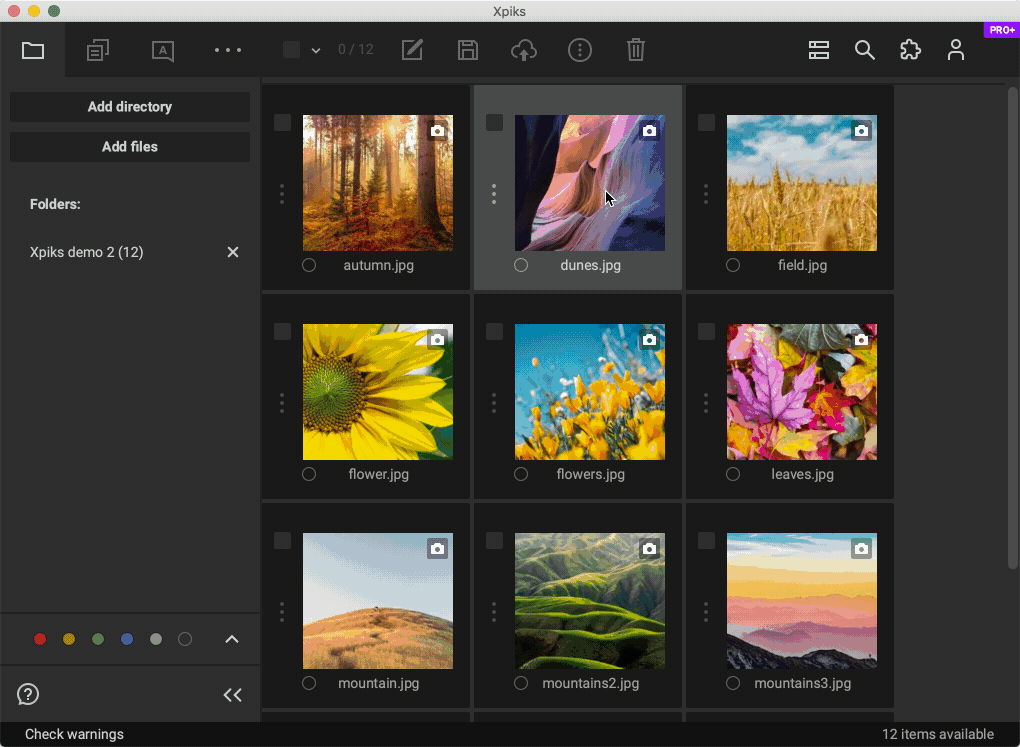 Xpiks
A
0 / 12
PRO+
Add directory
Add files
Folders:
Xpiks demo 2 (12)
autumn.jpg
dunes.jpg
field.jpg
flower.jpg
flowers.jpg
leaves.jpg
mountain.jpg
mountains2.jpg
mountains3.jpg
Check warnings
12 items available